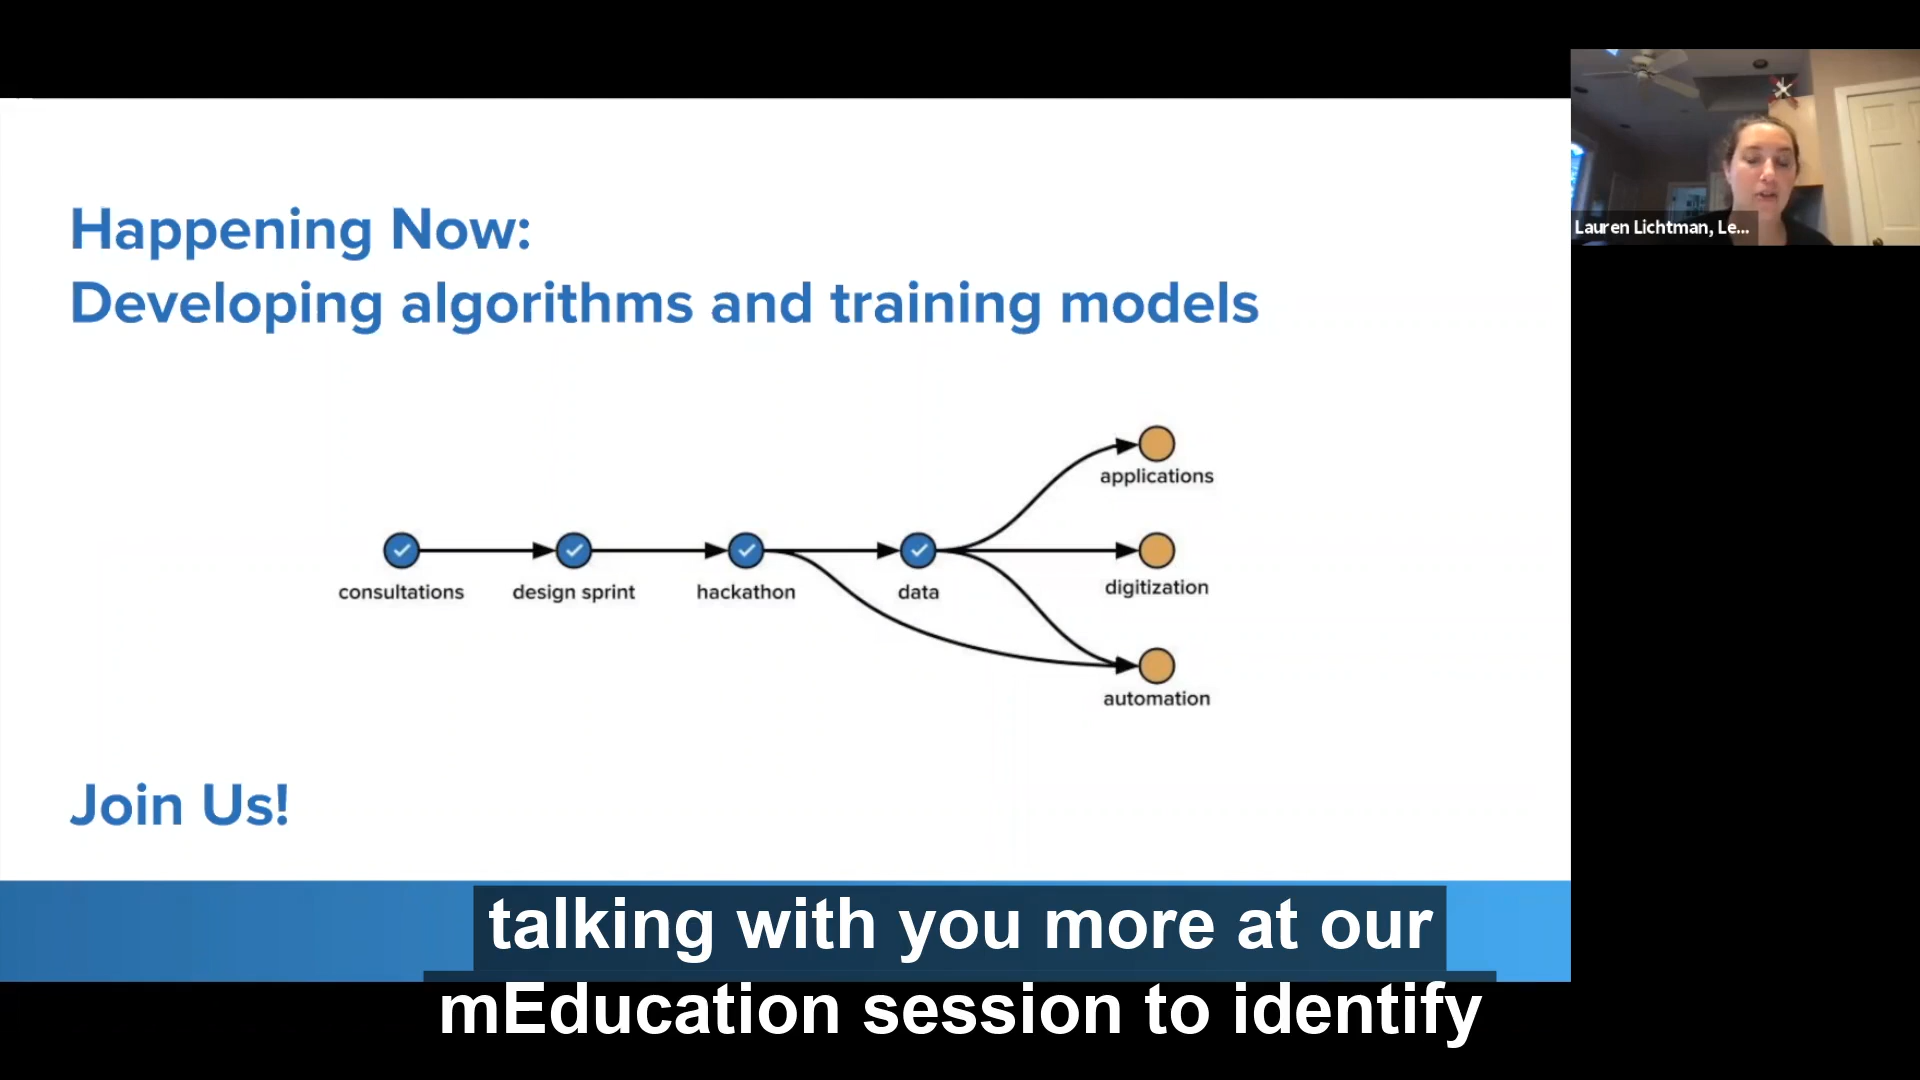 Happening Now:
Developing algorithms and training models
applications
consultations
design sprint
hackathon
data
digitization
automation
Join Us!
Lauren Lichtman, Le...
talking with you more at our
mEducation session to identify